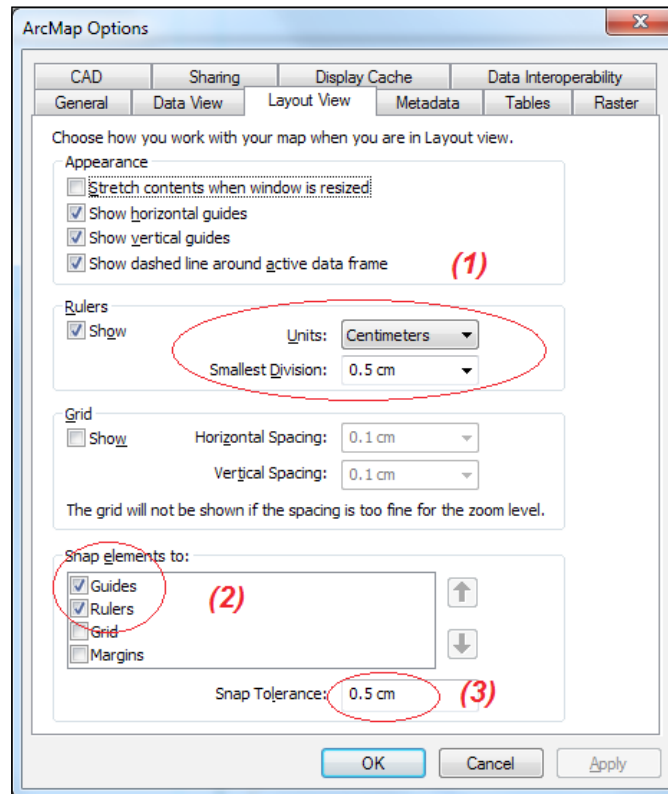 ArcMap Options
CAD Sharing Display Cache Data Interoperability
General Data View Layout View Metadata Tables Raster
Choose how you work with your map when you are in Layout view.
Appearance
Stretch contents when window is resized
Show horizontal guides
Show vertical guides
Show dashed line around active data frame
(1)
Rulers
Show Units: Centimeters
Smallest Division: 0.5 cm
Grid
Show Horizontal Spacing: 0.1 cm
Vertical Spacing: 0.1 cm
The grid will not be shown if the spacing is too fine for the zoom level.
Snap elements to:
Guides
Rulers
(2)
Grid
Margins
Snap Tolerance: 0.5 cm (3)
OK Cancel Apply